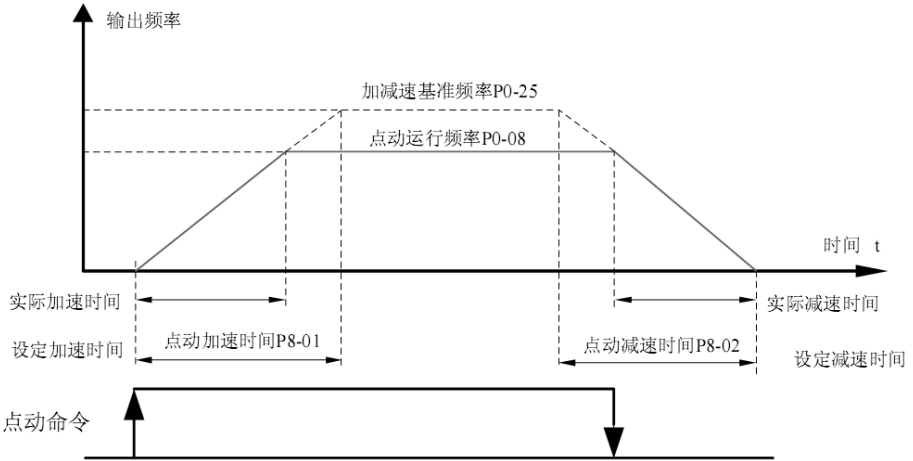 输出频率
加减速基准频率P0-25
点动运行频率P0-08
时间 t
实际加速时间
实际减速时间
点动加速时间P8-01
点动减速时间P8-02
设定加速时间
设定减速时间
点动命令